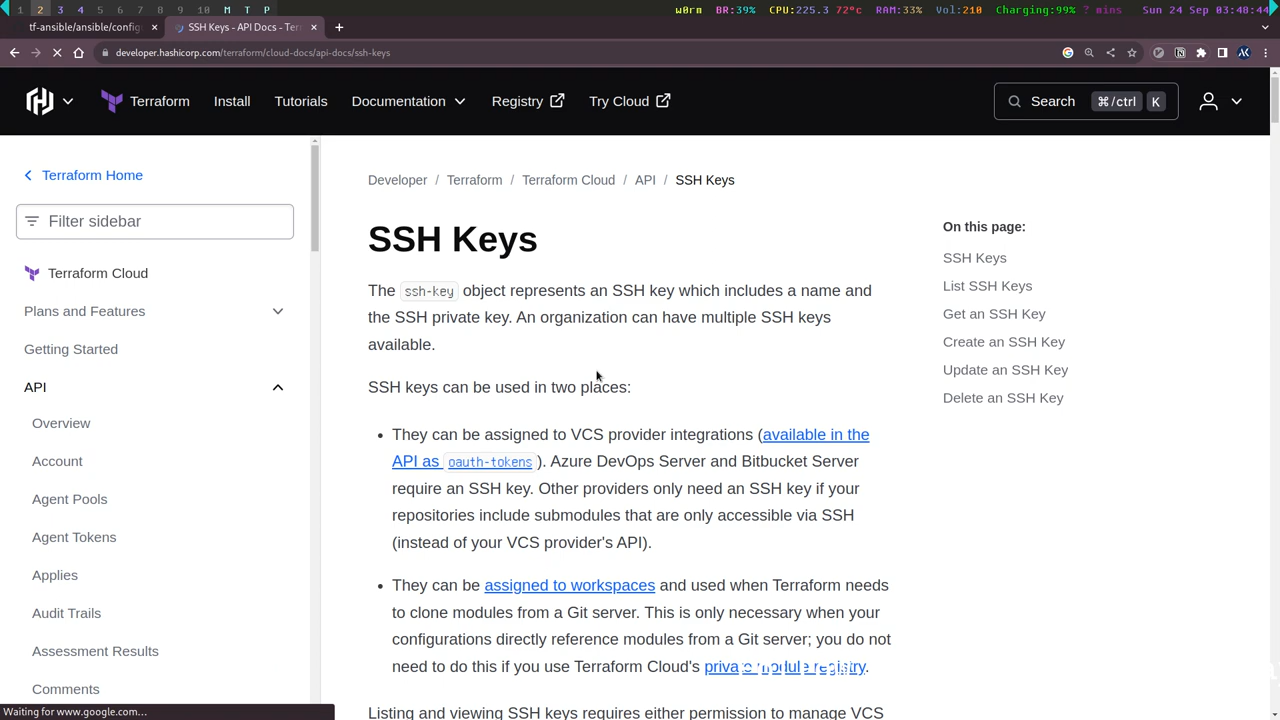 1 2 3 4 5 6 7 8 9 10 M T P
w0rm BR:39% CPU:225.3 72°c RAM:33% Vol:210 Charging:99% ? mins Sun 24 Sep 03:48:44
tf-ansible/ansible/config
SSH Keys - API Docs - Terr
developer.hashicorp.com/terraform/cloud-docs/api-docs/ssh-keys
Terraform Install Tutorials Documentation Registry Try Cloud Search ⌘/ctrl K
Terraform Home
Filter sidebar
Terraform Cloud
Plans and Features
Getting Started
API
Overview
Account
Agent Pools
Agent Tokens
Applies
Audit Trails
Assessment Results
Comments
Developer / Terraform / Terraform Cloud / API / SSH Keys
SSH Keys
The ssh-key object represents an SSH key which includes a name and
the SSH private key. An organization can have multiple SSH keys
available.
SSH keys can be used in two places:
• They can be assigned to VCS provider integrations (available in the
API as oauth-tokens ). Azure DevOps Server and Bitbucket Server
require an SSH key. Other providers only need an SSH key if your
repositories include submodules that are only accessible via SSH
(instead of your VCS provider's API).
• They can be assigned to workspaces and used when Terraform needs
to clone modules from a Git server. This is only necessary when your
configurations directly reference modules from a Git server; you do not
need to do this if you use Terraform Cloud's private module registry.
Listing and viewing SSH keys requires either permission to manage VCS
On this page:
SSH Keys
List SSH Keys
Get an SSH Key
Create an SSH Key
Update an SSH Key
Delete an SSH Key
Waiting for www.google.com...